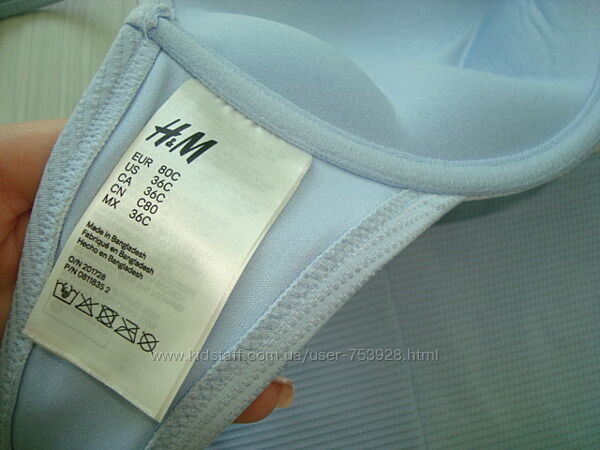 H&M
EUR 80C
US 36C
CA 36C
CN C80
MX 36C
Made in Bangladesh
Fabriqué en Bangladesh
Hecho en Bangladesh
O/N 201728
P/N 0811835 2
www.kidstaff.com.ua/user-753928.html